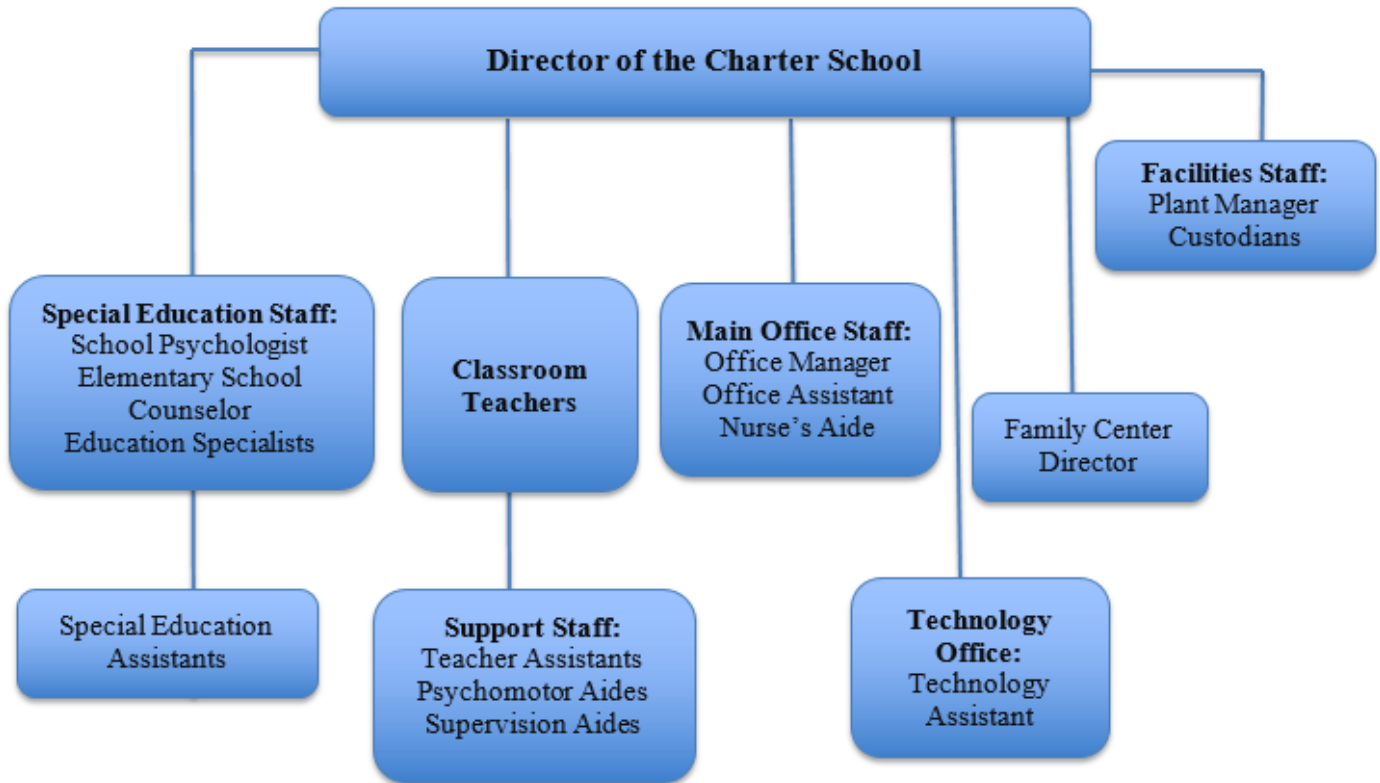 Director of the Charter School
Facilities Staff:
Plant Manager
Custodians
Special Education Staff:
School Psychologist
Elementary School
Counselor
Education Specialists
Classroom
Teachers
Main Office Staff:
Office Manager
Office Assistant
Nurse’s Aide
Family Center
Director
Special Education
Assistants
Support Staff:
Teacher Assistants
Psychomotor Aides
Supervision Aides
Technology
Office:
Technology
Assistant